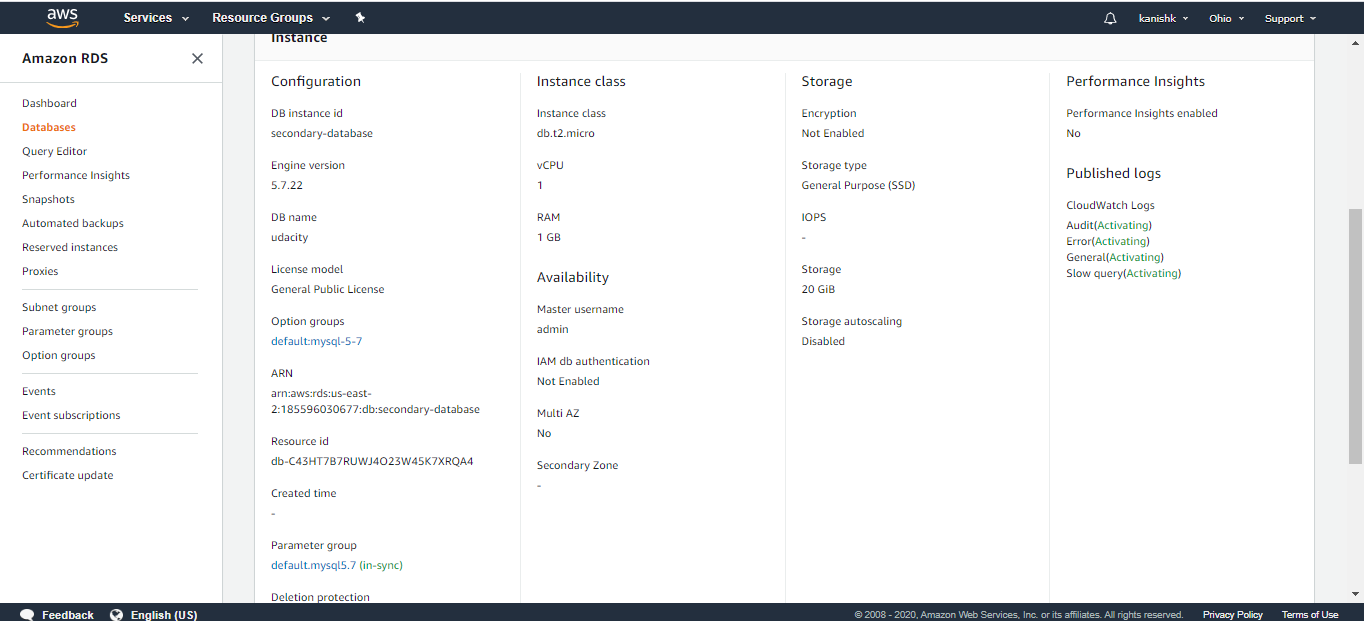 aws Services Resource Groups kanishk Ohio Support
Amazon RDS
Dashboard
Databases
Query Editor
Performance Insights
Snapshots
Automated backups
Reserved instances
Proxies
Subnet groups
Parameter groups
Option groups
Events
Event subscriptions
Recommendations
Certificate update
Instance
Configuration
DB instance id
secondary-database
Engine version
5.7.22
DB name
udacity
License model
General Public License
Option groups
default:mysql-5-7
ARN
arn:aws:rds:us-east-
2:185596030677:db:secondary-database
Resource id
db-C43HT7B7RUWJ4O23W45K7XRQA4
Created time
-
Parameter group
default.mysql5.7 (in-sync)
Deletion protection
Instance class
Instance class
db.t2.micro
vCPU
1
RAM
1 GB
Availability
Master username
admin
IAM db authentication
Not Enabled
Multi AZ
No
Secondary Zone
-
Storage
Encryption
Not Enabled
Storage type
General Purpose (SSD)
IOPS
-
Storage
20 GiB
Storage autoscaling
Disabled
Performance Insights
Performance Insights enabled
No
Published logs
CloudWatch Logs
Audit(Activating)
Error(Activating)
General(Activating)
Slow query(Activating)
Feedback English (US) © 2008 - 2020, Amazon Web Services, Inc. or its affiliates. All rights reserved. Privacy Policy Terms of Use